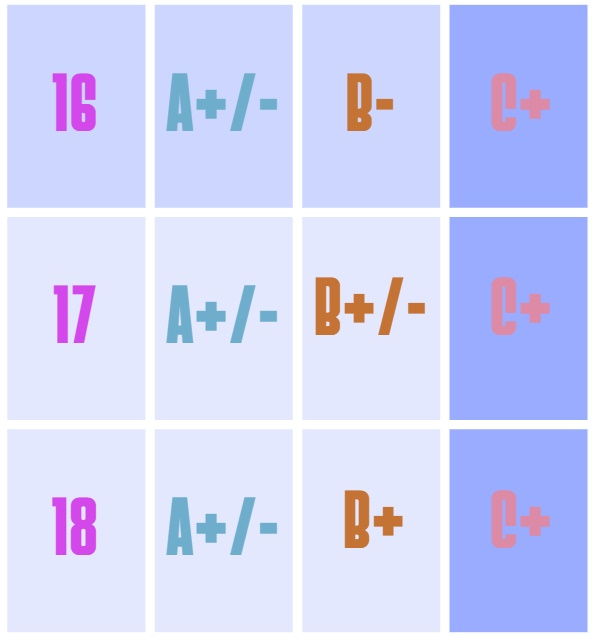 16 A+/- B- C+
17 A+/- B+/- C+
18 A+/- B+ C+